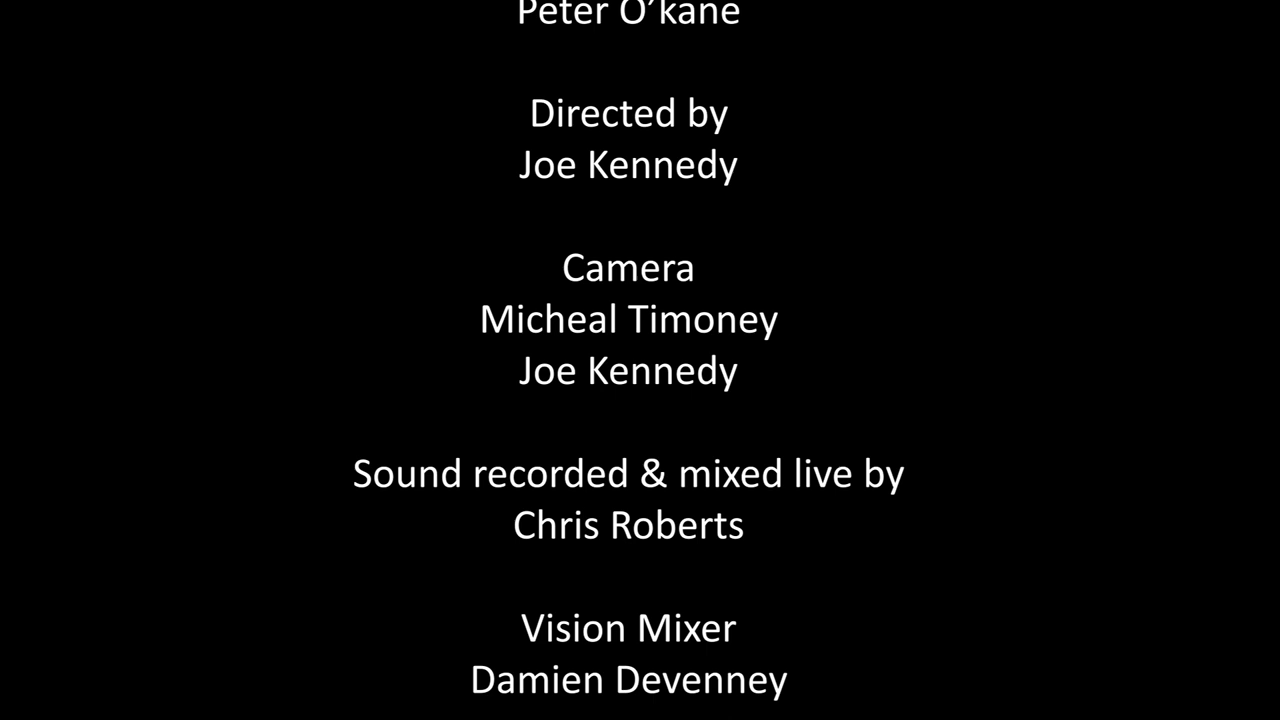 Peter O’kane
Directed by
Joe Kennedy
Camera
Micheal Timoney
Joe Kennedy
Sound recorded & mixed live by
Chris Roberts
Vision Mixer
Damien Devenney